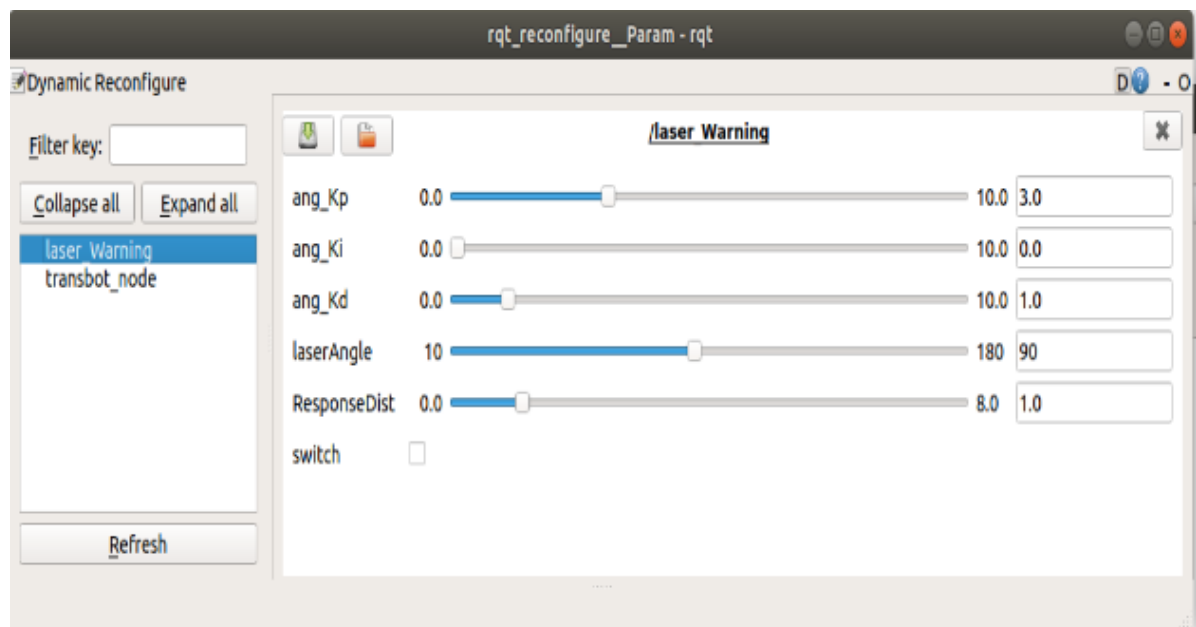 rqt_reconfigure__Param - rqt
Dynamic Reconfigure
D ? - O
Filter key:
Collapse all Expand all
laser_Warning
transbot_node
Refresh
/laser_Warning
ang_Kp 0.0 10.0 3.0
ang_Ki 0.0 10.0 0.0
ang_Kd 0.0 10.0 1.0
laserAngle 10 180 90
ResponseDist 0.0 8.0 1.0
switch